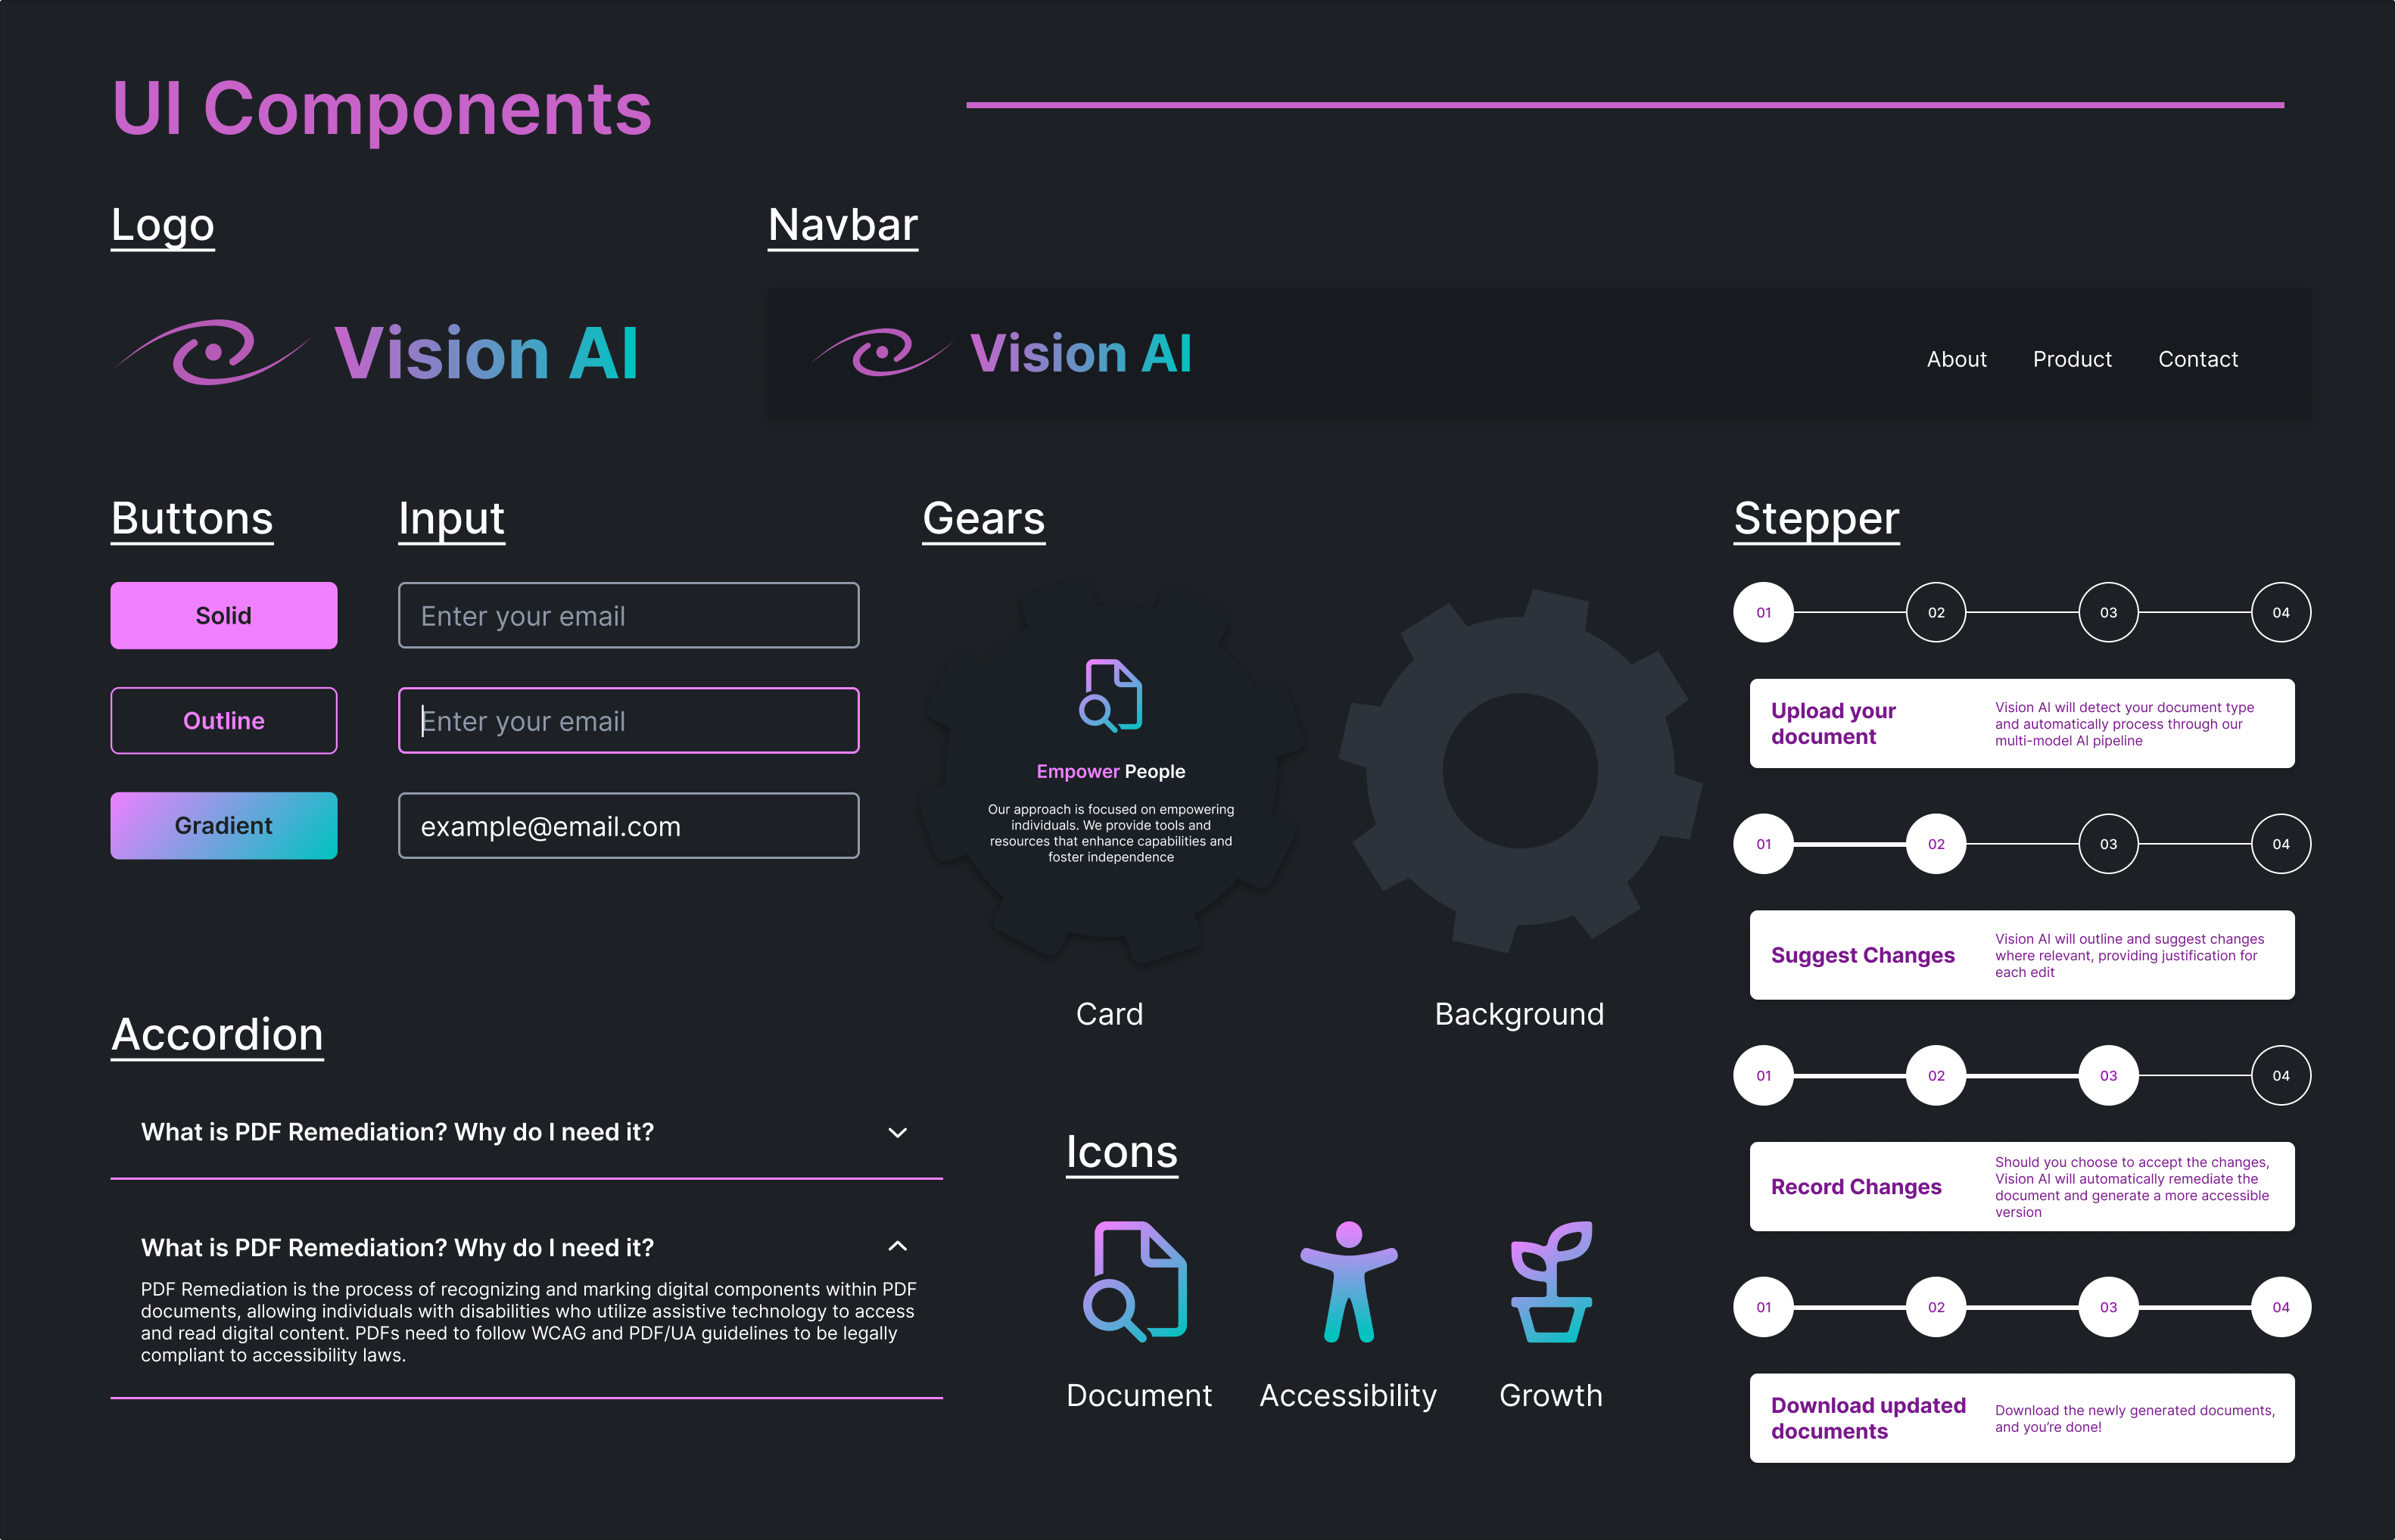 UI Components
Logo
Navbar
Vision AI
Vision AI
About
Product
Contact
Buttons
Input
Gears
Stepper
Solid
Outline
Gradient
Enter your email
Enter your email
example@email.com
Empower People
Our approach is focused on empowering
individuals. We provide tools and
resources that enhance capabilities and
foster independence
Card
Background
01
02
03
04
Upload your
document
Vision AI will detect your document type
and automatically process through our
multi-model AI pipeline
01
02
03
04
Suggest Changes
Vision AI will outline and suggest changes
where relevant, providing justification for
each edit
01
02
03
04
Record Changes
Should you choose to accept the changes,
Vision AI will automatically remediate the
document and generate a more accessible
version
01
02
03
04
Download updated
documents
Download the newly generated documents,
and you’re done!
Accordion
What is PDF Remediation? Why do I need it?
What is PDF Remediation? Why do I need it?
PDF Remediation is the process of recognizing and marking digital components within PDF
documents, allowing individuals with disabilities who utilize assistive technology to access
and read digital content. PDFs need to follow WCAG and PDF/UA guidelines to be legally
compliant to accessibility laws.
Icons
Document
Accessibility
Growth